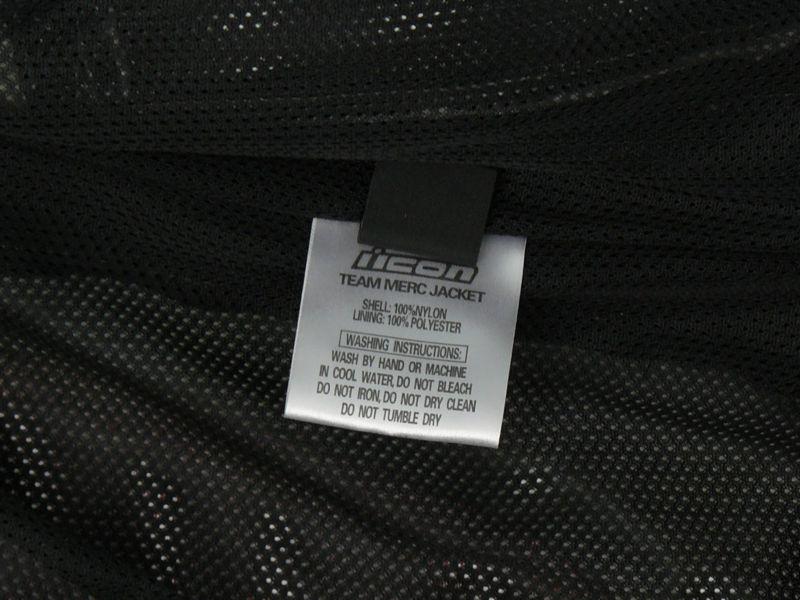 iicon
TEAM MERC JACKET
SHELL: 100%NYLON
LINING: 100% POLYESTER
WASHING INSTRUCTIONS:
WASH BY HAND OR MACHINE
IN COOL WATER, DO NOT BLEACH
DO NOT IRON, DO NOT DRY CLEAN
DO NOT TUMBLE DRY